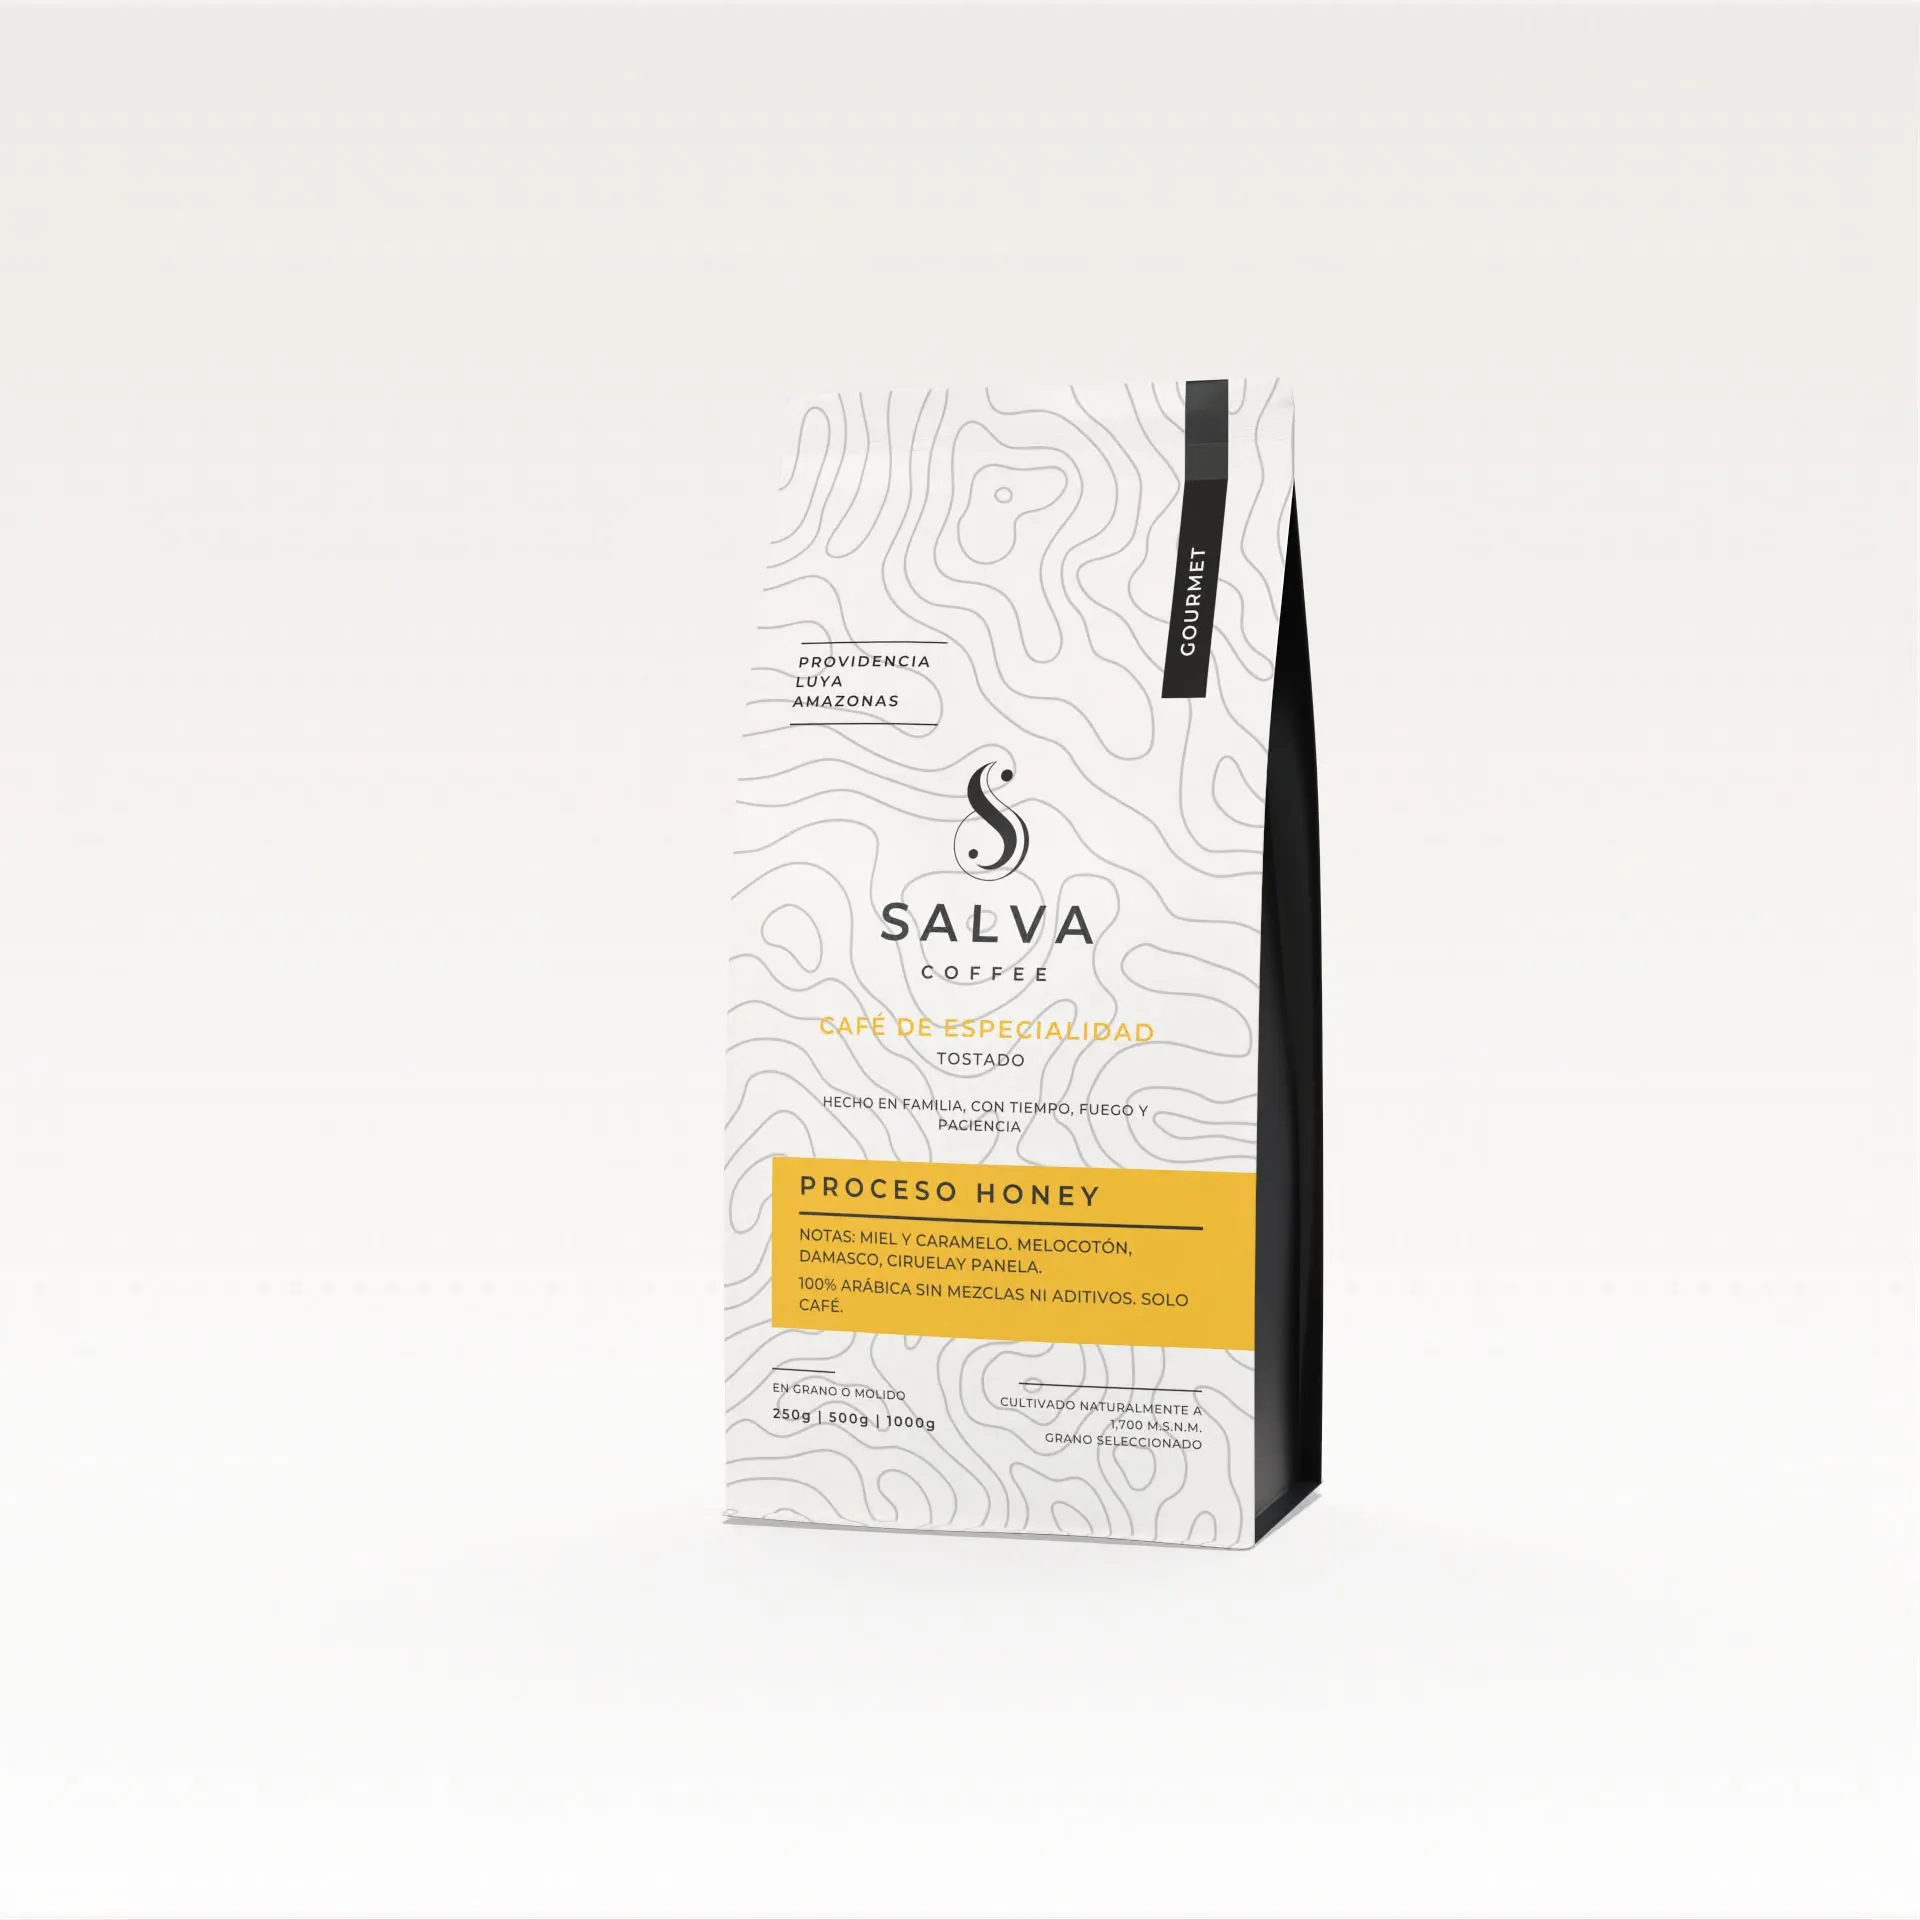 GOURMET
PROVIDENCIA
LUYA
AMAZONAS
SALVA
COFFEE
CAFÉ DE ESPECIALIDAD
TOSTADO
HECHO EN FAMILIA, CON TIEMPO, FUEGO Y
PACIENCIA
PROCESO HONEY
NOTAS: MIEL Y CARAMELO. MELOCOTÓN,
DAMASCO, CIRUELAY PANELA.
100% ARÁBICA SIN MEZCLAS NI ADITIVOS. SOLO
CAFÉ.
EN GRANO O MOLIDO
250g | 500g | 1000g
CULTIVADO NATURALMENTE A
1,700 M.S.N.M.
GRANO SELECCIONADO